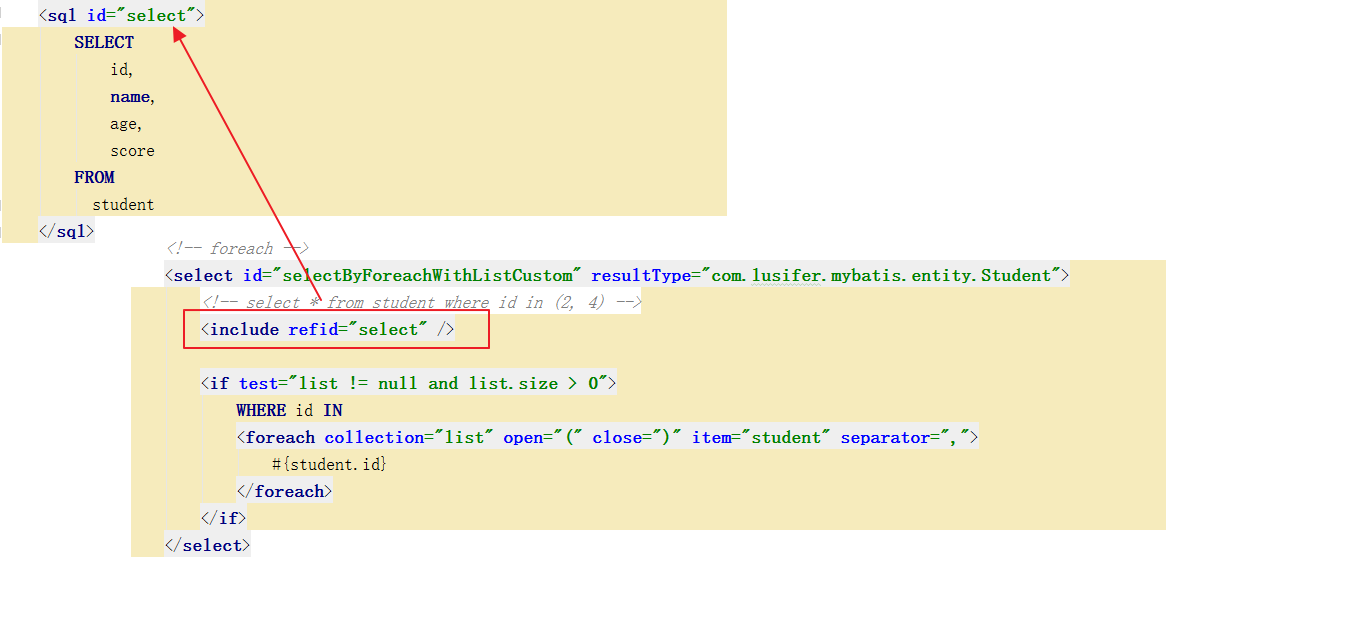 <sql id="select">
SELECT
id,
name,
age,
score
FROM
student
</sql>
<!-- foreach -->
<select id="selectByForeachWithListCustom" resultType="com.lusifer.mybatis.entity.Student">
<!-- select * from student where id in (2, 4) -->
<include refid="select" />
<if test="list != null and list.size > 0">
WHERE id IN
<foreach collection="list" open="(" close=")" item="student" separator=",">
#{student.id}
</foreach>
</if>
</select>